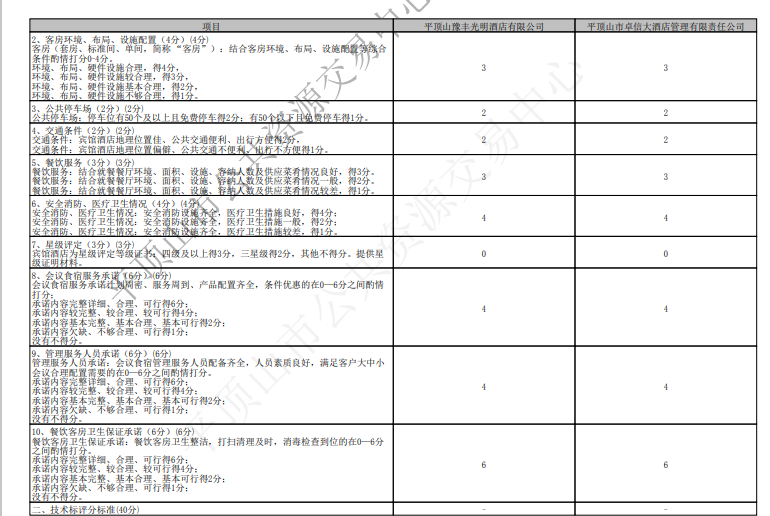 项目 平顶山豫丰光明酒店有限公司 平顶山市卓信大酒店管理有限责任公司
2、客房环境、布局、设施配置（4分）(4分)
客房（套房、标准间、单间，简称“客房”）：结合客房环境、布局、设施配置等综合
条件酌情打分0-4分。
环境、布局、硬件设施合理，得4分，
环境、布局、硬件设施较合理，得3分，
环境、布局、硬件设施基本合理，得2分，
环境、布局、硬件设施不够合理，得1分。
3 3
3、公共停车场（2分）(2分)
公共停车场：停车位有50个及以上且免费停车得2分；有50个以下且免费停车得1分。
2 2
4、交通条件（2分）(2分)
交通条件：宾馆酒店地理位置佳、公共交通便利、出行方便得2分，
交通条件：宾馆酒店地理位置偏僻、公共交通不便利、出行不方便得1分。
2 2
5、餐饮服务（3分）(3分)
餐饮服务：结合就餐餐厅环境、面积、设施、容纳人数及供应菜肴情况良好，得3分。
餐饮服务：结合就餐餐厅环境、面积、设施、容纳人数及供应菜肴情况一般，得2分。
餐饮服务：结合就餐餐厅环境、面积、设施、容纳人数及供应菜肴情况较差，得1分。
3 3
6、安全消防、医疗卫生情况（4分）(4分)
安全消防、医疗卫生情况：安全消防设施齐全，医疗卫生措施良好，得4分；
安全消防、医疗卫生情况：安全消防设施齐全，医疗卫生措施一般，得2分；
安全消防、医疗卫生情况：安全消防设施齐全，医疗卫生措施较差，得1分。
4 4
7、星级评定（3分）(3分)
宾馆酒店为星级评定等级证书：四级及以上得3分，三星级得2分，其他不得分。提供星
级证明材料。
0 0
8、会议食宿服务承诺（6分）(6分)
会议食宿服务承诺计划周密、服务周到、产品配置齐全，条件优惠的在0—6分之间酌情
打分；
承诺内容完整详细、合理、可行得6分；
承诺内容较完整、较合理、较可行得4分；
承诺内容基本完整、基本合理、基本可行得2分；
承诺内容欠缺、不够合理、可行得1分；
没有不得分。
4 4
9、管理服务人员承诺（6分）(6分)
管理服务人员承诺：会议食宿管理服务人员配备齐全，人员素质良好，满足客户大中小
会议合理配置需要的在0—6分之间酌情打分。
承诺内容完整详细、合理、可行得6分；
承诺内容较完整、较合理、较可行得4分；
承诺内容基本完整、基本合理、基本可行得2分；
承诺内容欠缺、不够合理、可行得1分；
没有不得分。
4 4
10、餐饮客房卫生保证承诺（6分）(6分)
餐饮客房卫生保证承诺：餐饮客房卫生整洁，打扫清理及时，消毒检查到位的在0—6分
之间酌情打分。
承诺内容完整详细、合理、可行得6分；
承诺内容较完整、较合理、较可行得4分；
承诺内容基本完整、基本合理、基本可行得2分；
承诺内容欠缺、不够合理、可行得1分；
没有不得分。
6 6
二、技术标评分标准(40分) - -
平顶山市公共资源交易中心
平顶山市公共资源交易中心